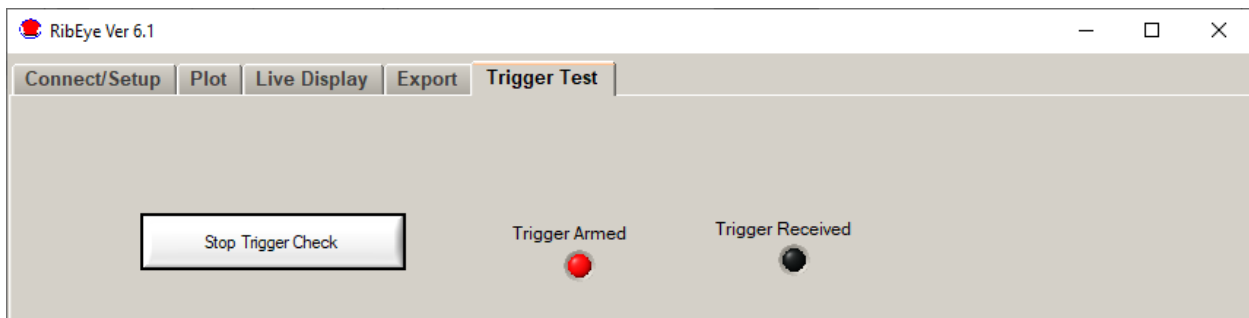 RibEye Ver 6.1
Connect/Setup Plot Live Display Export Trigger Test
Stop Trigger Check
Trigger Armed
Trigger Received